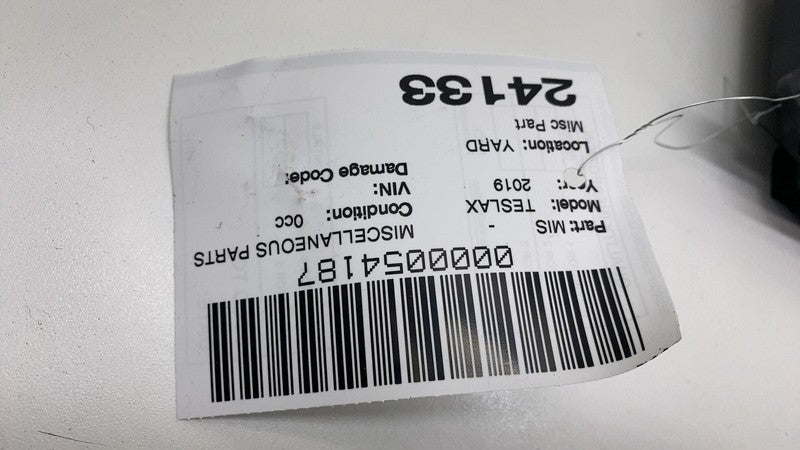 0000054187
Part: MIS - MISCELLANEOUS PARTS
Model: TESLAX Condition: 0cc
Year: 2019 VIN:
Damage Code:
Location: YARD
Misc Part
24133